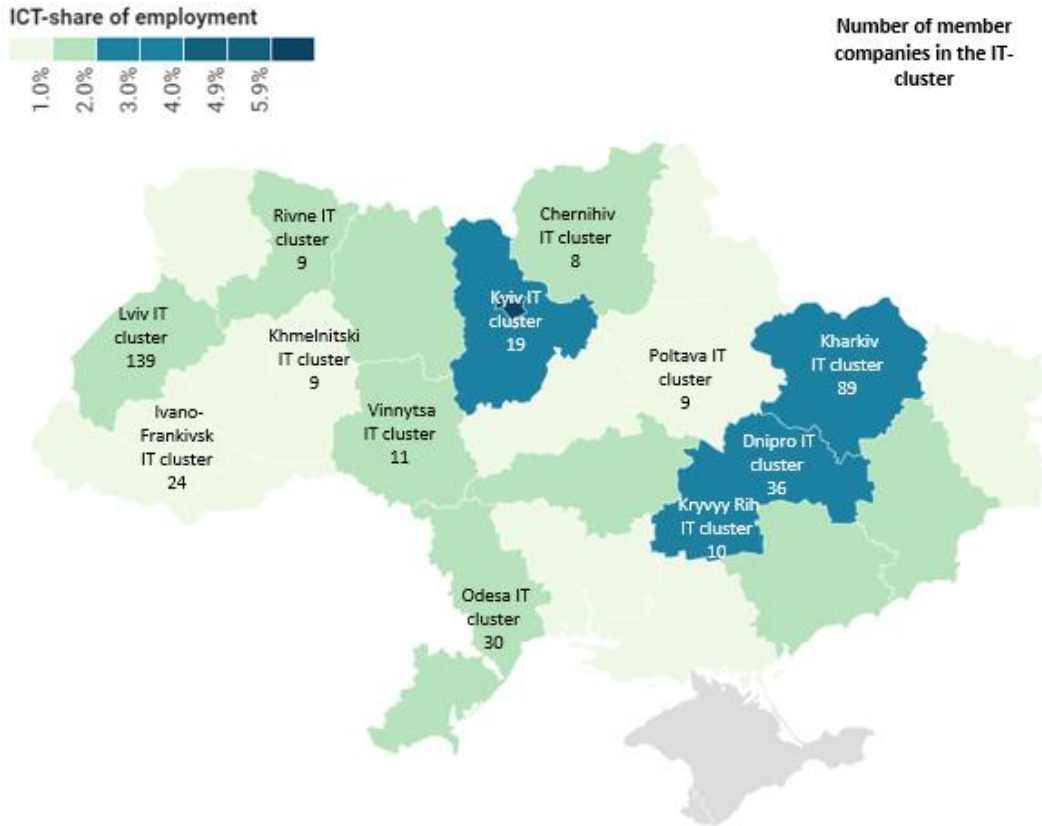 ICT-share of employment
1.0%
2.0%
3.0%
4.0%
4.9%
5.9%
Number of member
companies in the IT-
cluster
Rivne IT
cluster
9
Chernihiv
IT cluster
8
Kyiv IT
cluster
19
Lviv IT
cluster
139
Khmelnitski
IT cluster
9
Kharkiv
IT cluster
89
Poltava IT
cluster
9
Ivano-
Frankivsk
IT cluster
24
Vinnytsa
IT cluster
11
Dnipro IT
cluster
36
Kryvyy Rih
IT cluster
10
Odesa IT
cluster
30